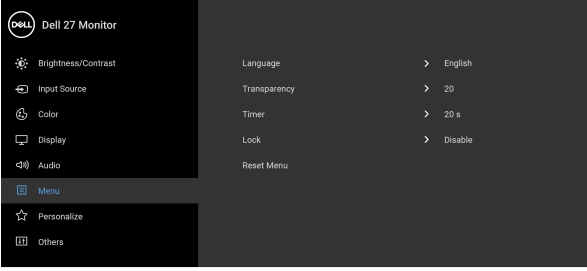 DELL Dell 27 Monitor
Brightness/Contrast
Input Source
Color
Display
Audio
Menu
Personalize
Others
Language > English
Transparency > 20
Timer > 20 s
Lock > Disable
Reset Menu